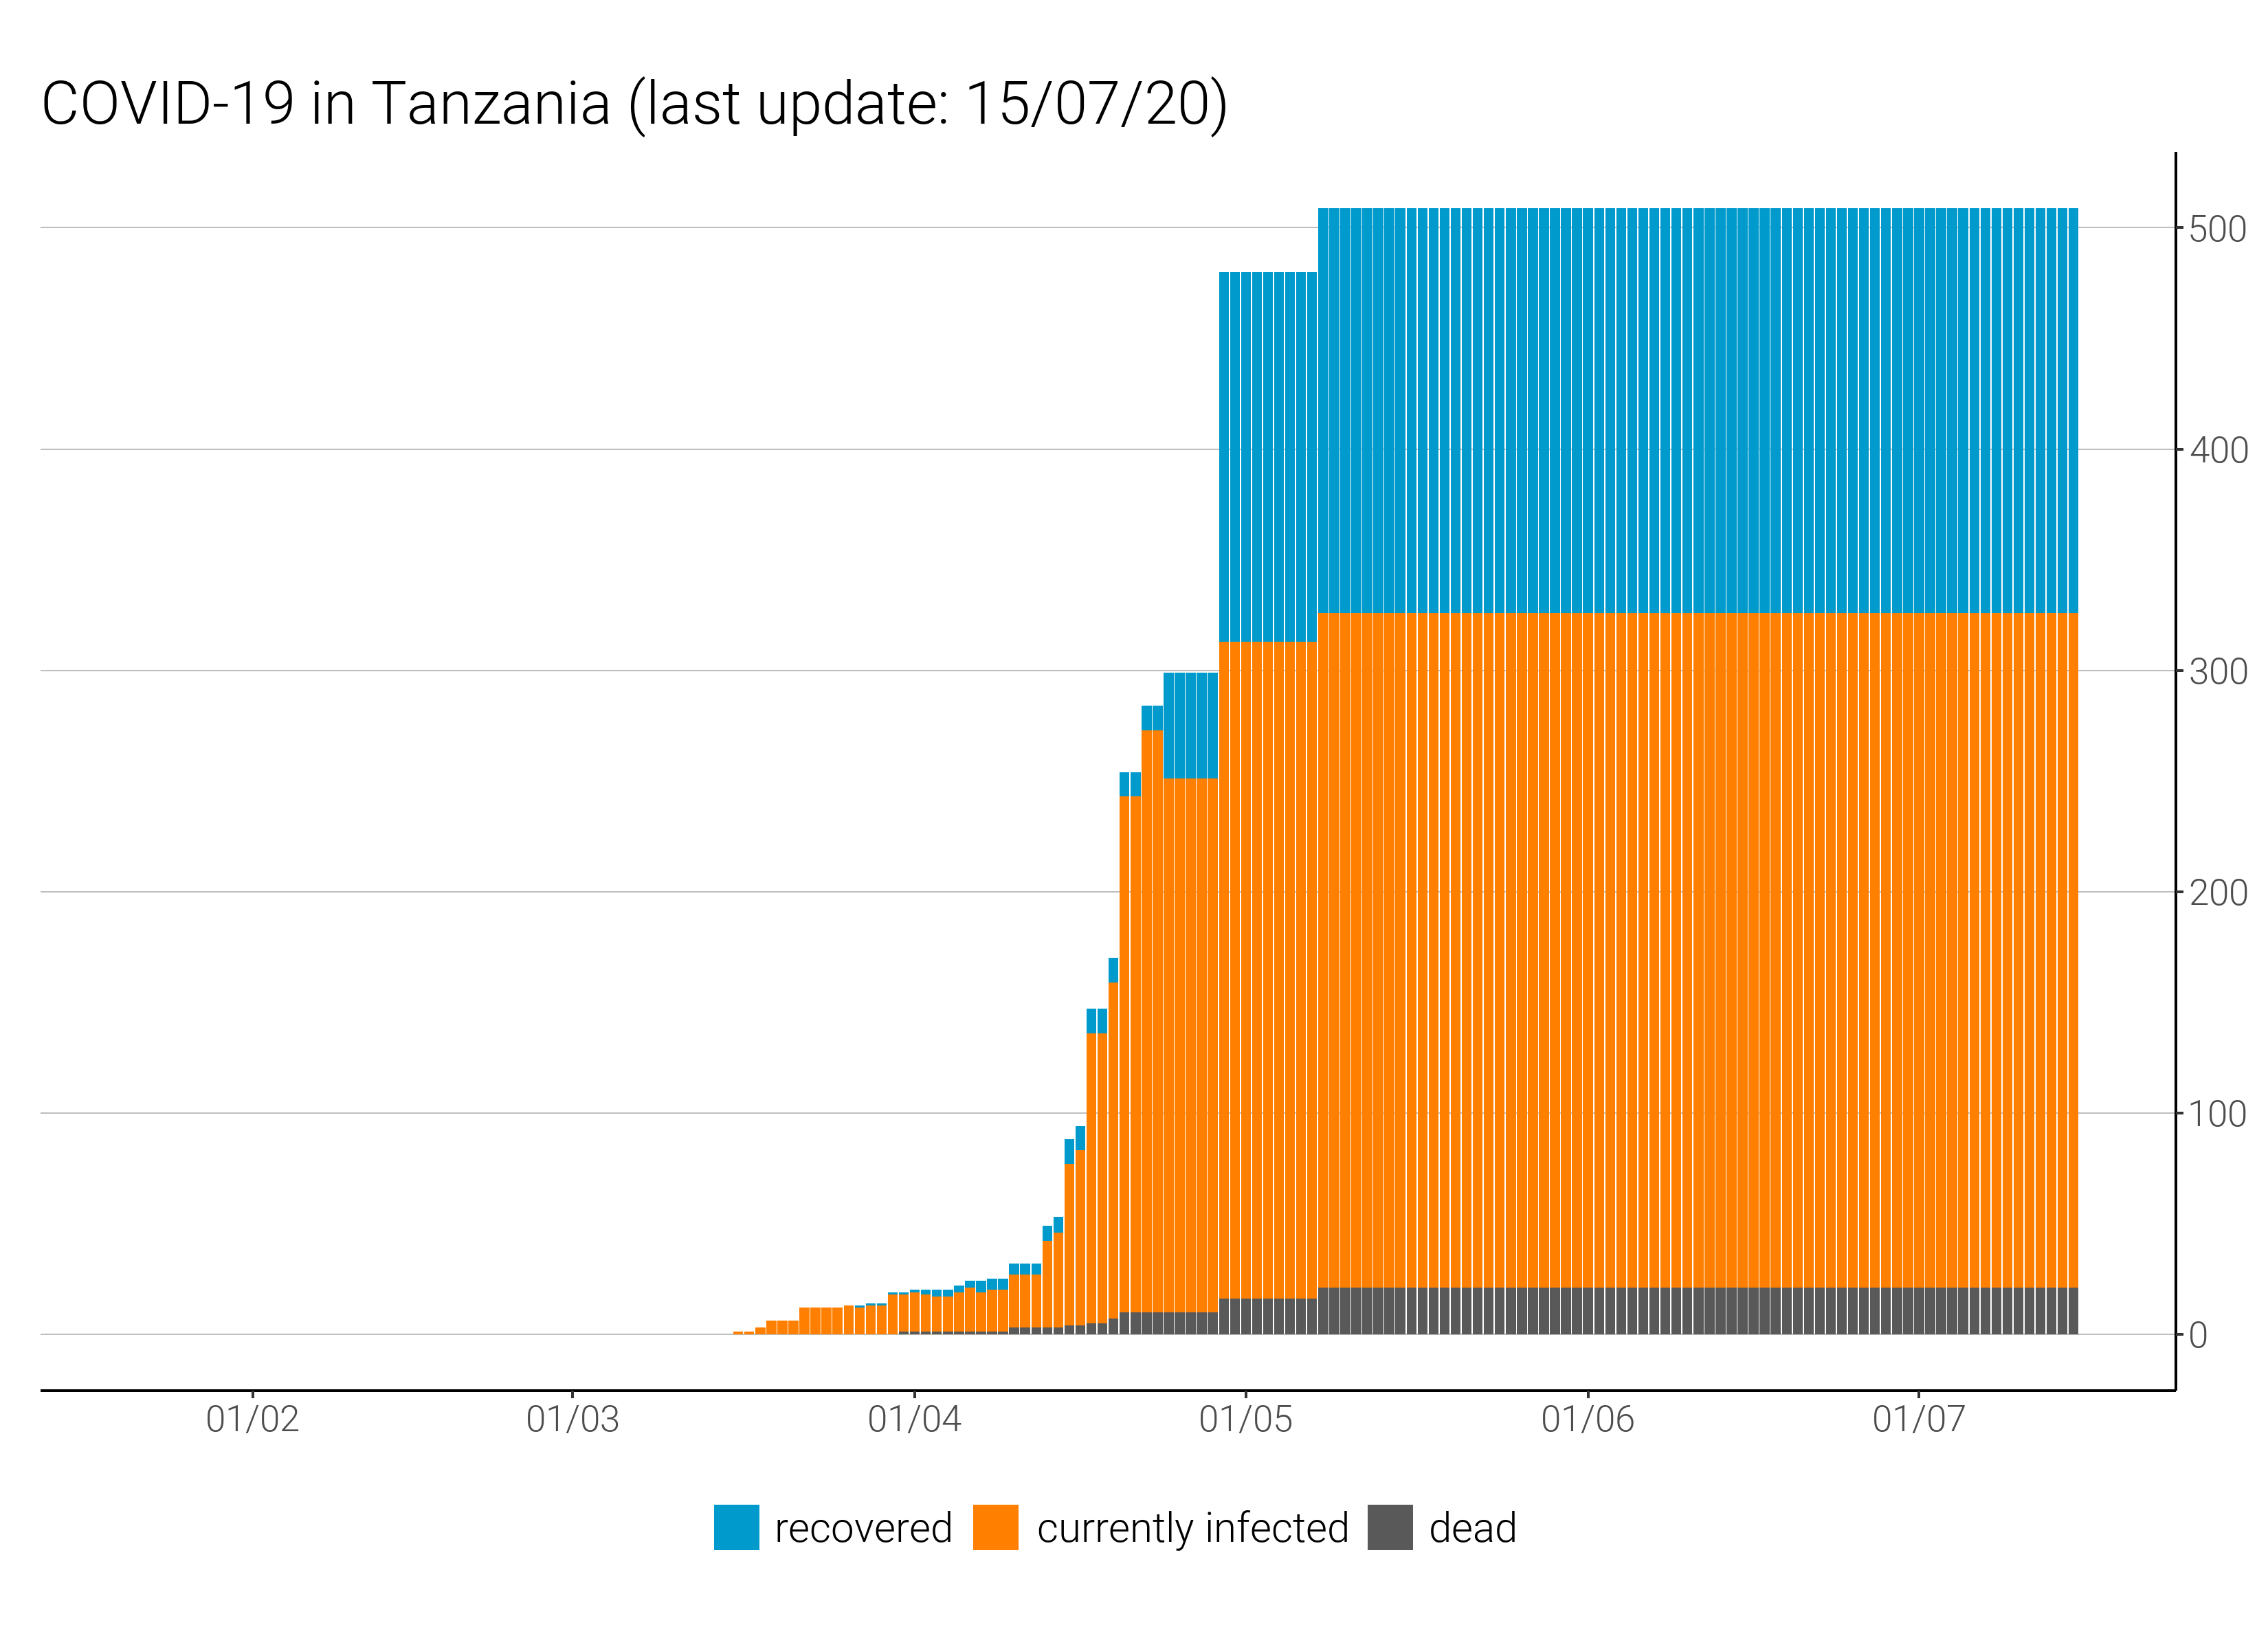 COVID-19 in Tanzania (last update: 15/07/20)
500
400
300
200
100
0
01/02 01/03 01/04 01/05 01/06 01/07
recovered currently infected dead